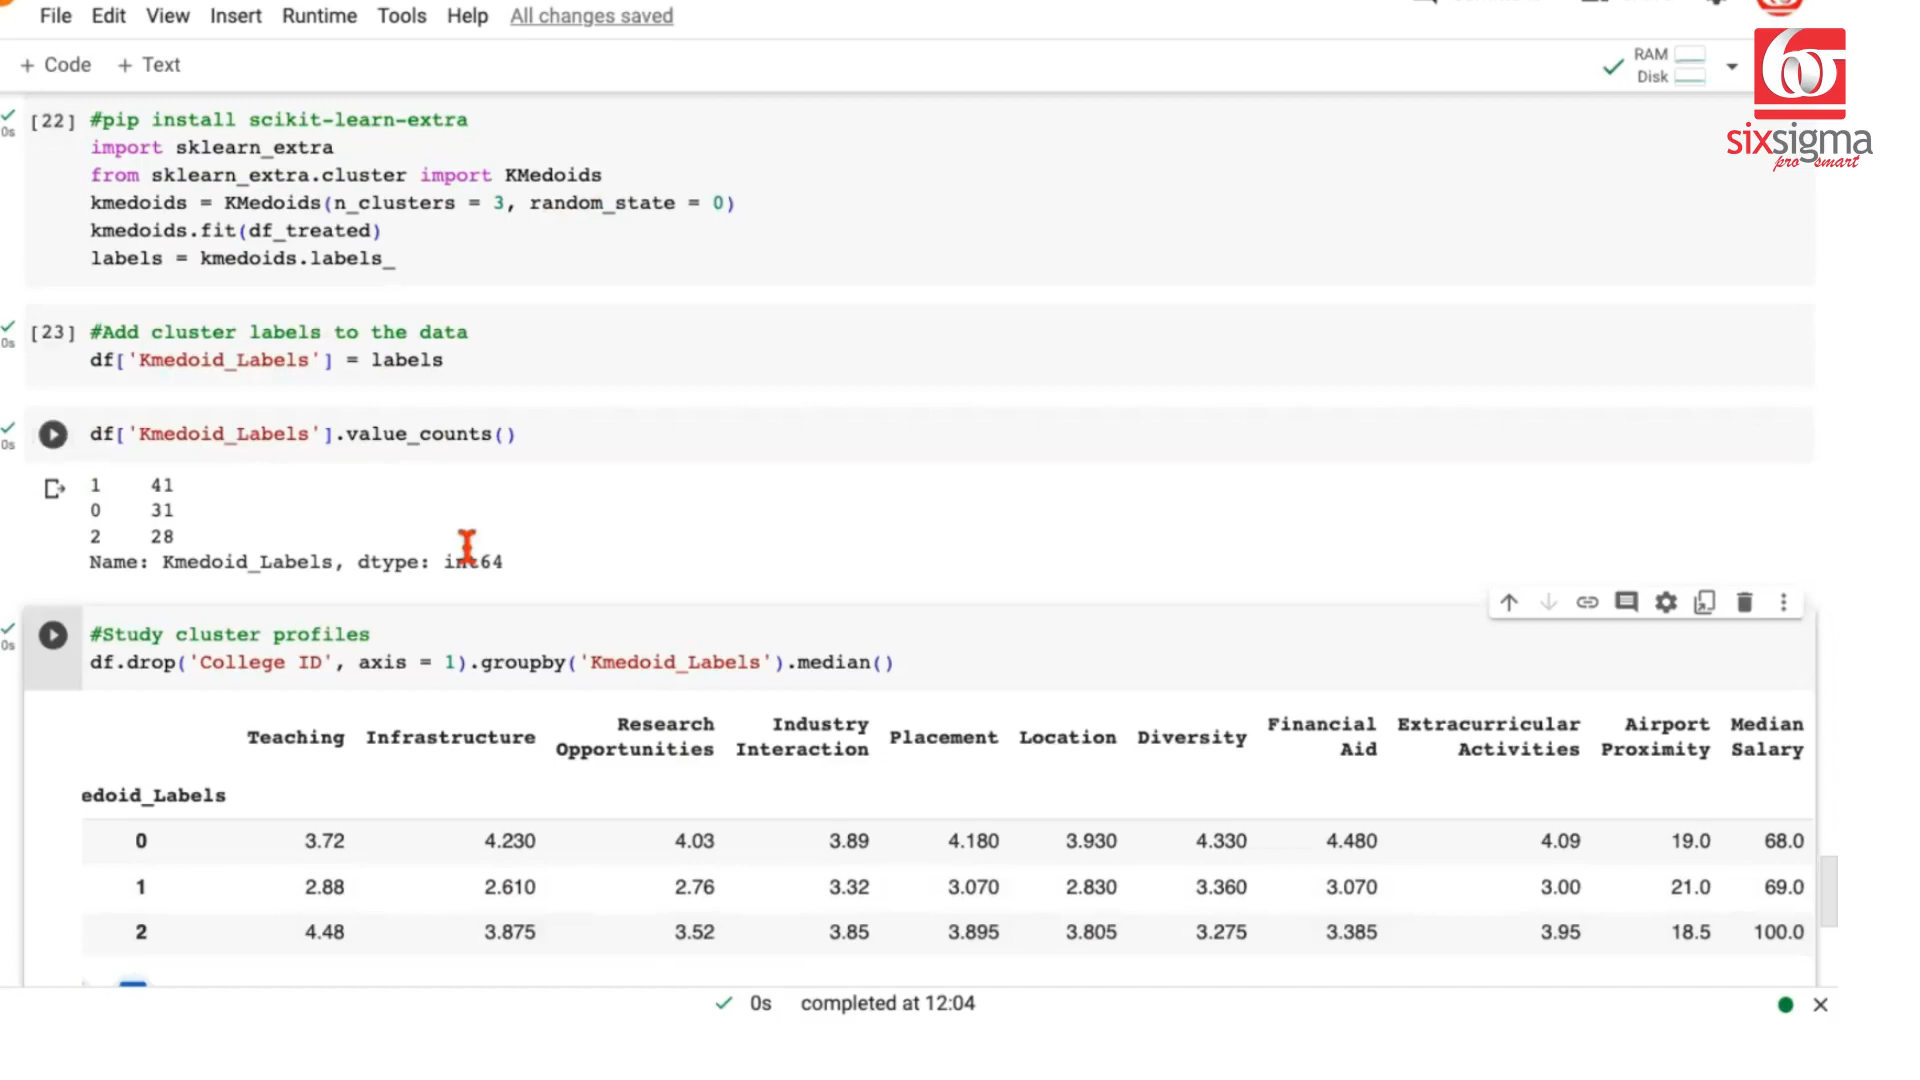 File Edit View Insert Runtime Tools Help All changes saved
+ Code + Text
RAM
Disk
sixsigma
pro smart
0s
[22] #pip install scikit-learn-extra
import sklearn_extra
from sklearn_extra.cluster import KMedoids
kmedoids = KMedoids(n_clusters = 3, random_state = 0)
kmedoids.fit(df_treated)
labels = kmedoids.labels_
0s
[23] #Add cluster labels to the data
df['Kmedoid_Labels'] = labels
0s
df['Kmedoid_Labels'].value_counts()
1 41
0 31
2 28
Name: Kmedoid_Labels, dtype: int64
0s
#Study cluster profiles
df.drop('College ID', axis = 1).groupby('Kmedoid_Labels').median()
Teaching Infrastructure Research Opportunities Industry Interaction Placement Location Diversity Financial Aid Extracurricular Activities Airport Proximity Median Salary
edoid_Labels
0 3.72 4.230 4.03 3.89 4.180 3.930 4.330 4.480 4.09 19.0 68.0
1 2.88 2.610 2.76 3.32 3.070 2.830 3.360 3.070 3.00 21.0 69.0
2 4.48 3.875 3.52 3.85 3.895 3.805 3.275 3.385 3.95 18.5 100.0
0s completed at 12:04